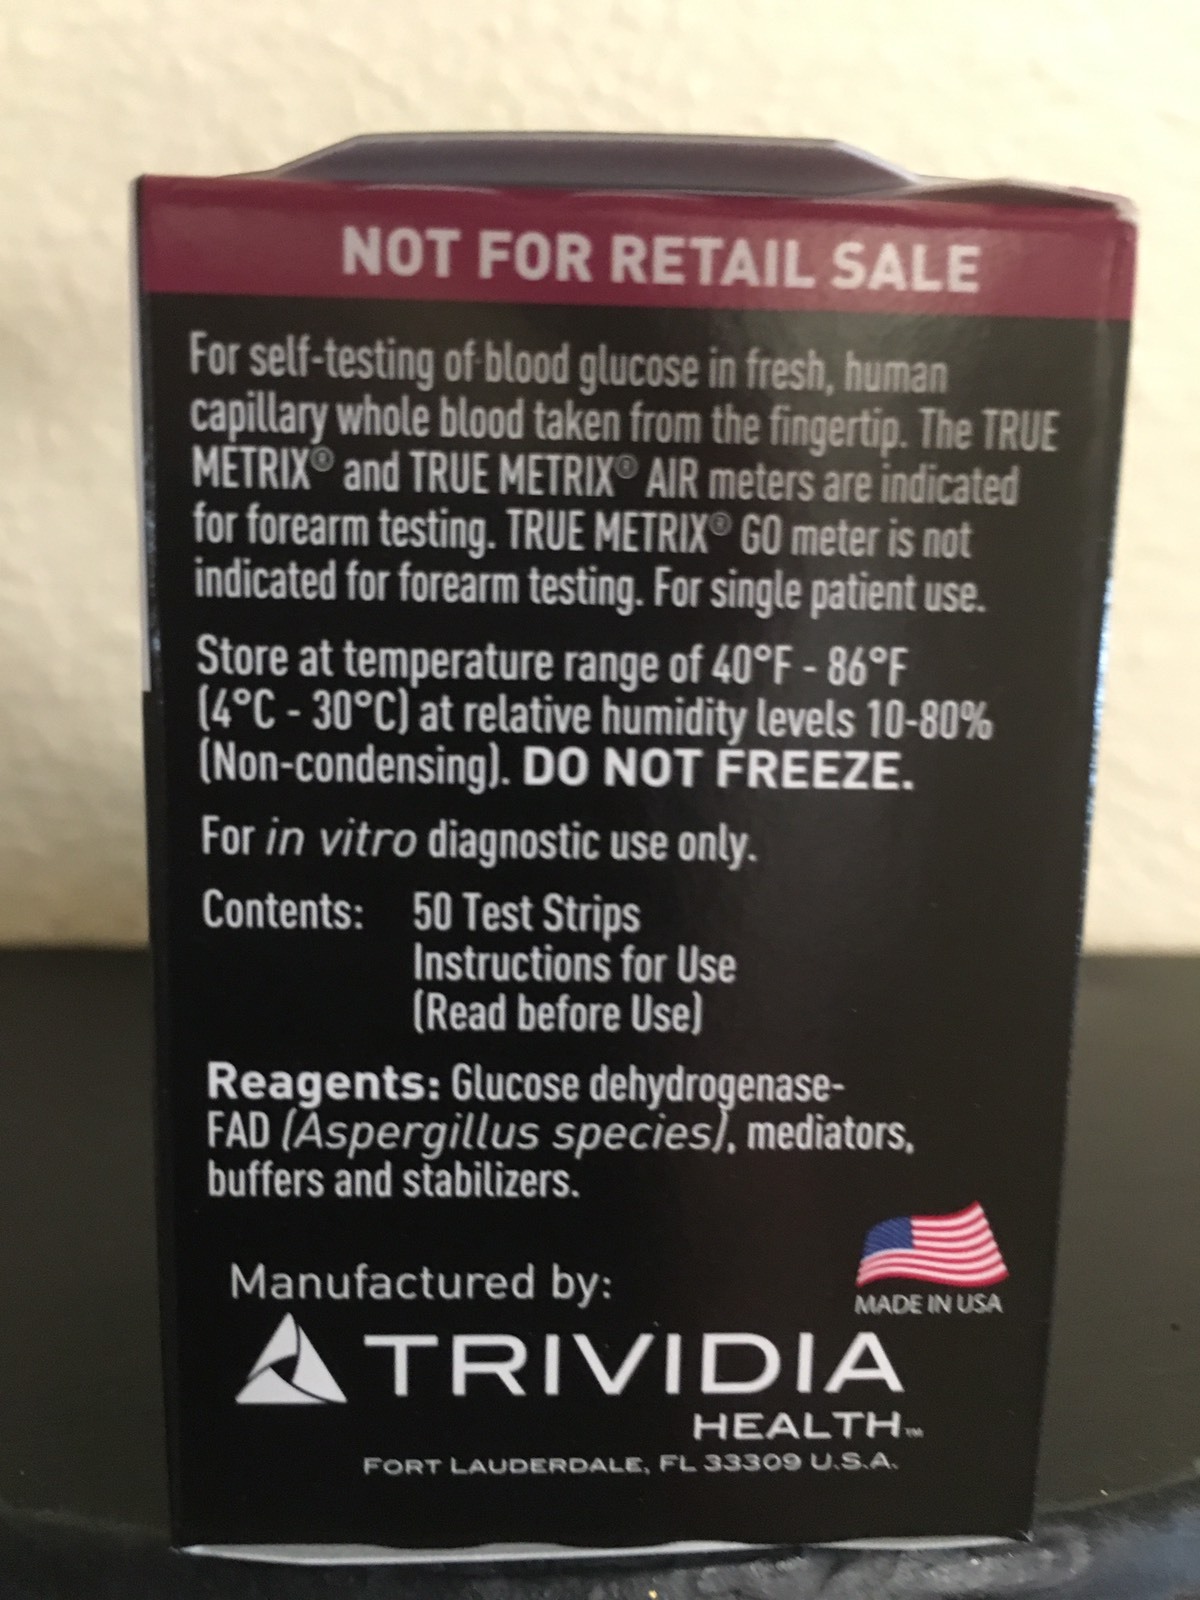 NOT FOR RETAIL SALE
For self-testing of blood glucose in fresh, human
capillary whole blood taken from the fingertip. The TRUE
METRIX® and TRUE METRIX® AIR meters are indicated
for forearm testing. TRUE METRIX® GO meter is not
indicated for forearm testing. For single patient use.
Store at temperature range of 40°F - 86°F
(4°C - 30°C) at relative humidity levels 10-80%
(Non-condensing). DO NOT FREEZE.
For in vitro diagnostic use only.
Contents: 50 Test Strips
Instructions for Use
(Read before Use)
Reagents: Glucose dehydrogenase-
FAD (Aspergillus species), mediators,
buffers and stabilizers.
MADE IN USA
Manufactured by:
TRIVIDIA
HEALTH™
FORT LAUDERDALE, FL 33309 U.S.A.